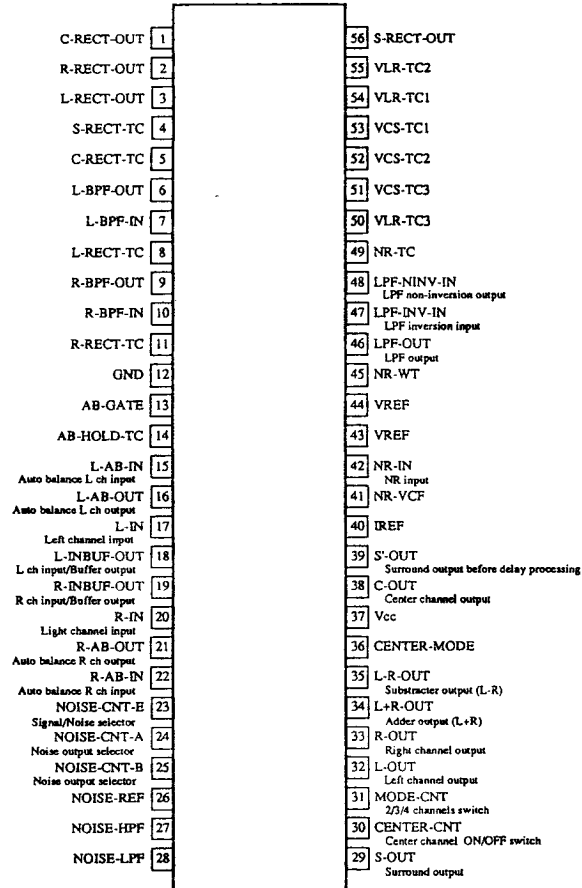 C-RECT-OUT 1
R-RECT-OUT 2
L-RECT-OUT 3
S-RECT-TC 4
C-RECT-TC 5
L-BPF-OUT 6
L-BPF-IN 7
L-RECT-TC 8
R-BPF-OUT 9
R-BPF-IN 10
R-RECT-TC 11
GND 12
AB-GATE 13
AB-HOLD-TC 14
L-AB-IN 15
Auto balance L ch input
L-AB-OUT 16
Auto balance L ch output
L-IN 17
Left channel input
L-INBUF-OUT 18
L ch input/Buffer output
R-INBUF-OUT 19
R ch input/Buffer output
R-IN 20
Light channel input
R-AB-OUT 21
Auto balance R ch output
R-AB-IN 22
Auto balance R ch input
NOISE-CNT-E 23
Signal/Noise selector
NOISE-CNT-A 24
Noise output selector
NOISE-CNT-B 25
Noise output selector
NOISE-REF 26
NOISE-HPF 27
NOISE-LPF 28
56 S-RECT-OUT
55 VLR-TC2
54 VLR-TC1
53 VCS-TC1
52 VCS-TC2
51 VCS-TC3
50 VLR-TC3
49 NR-TC
48 LPF-NINV-IN
LPF non-inversion output
47 LPF-INV-IN
LPF inversion input
46 LPF-OUT
LPF output
45 NR-WT
44 VREF
43 VREF
42 NR-IN
NR input
41 NR-VCF
40 IREF
39 S'-OUT
Surround output before delay processing
38 C-OUT
Center channel output
37 Vcc
36 CENTER-MODE
35 L-R-OUT
Substracter output (L-R)
34 L+R-OUT
Adder output (L+R)
33 R-OUT
Right channel output
32 L-OUT
Left channel output
31 MODE-CNT
2/3/4 channels switch
30 CENTER-CNT
Center channel ON/OFF switch
29 S-OUT
Surround output